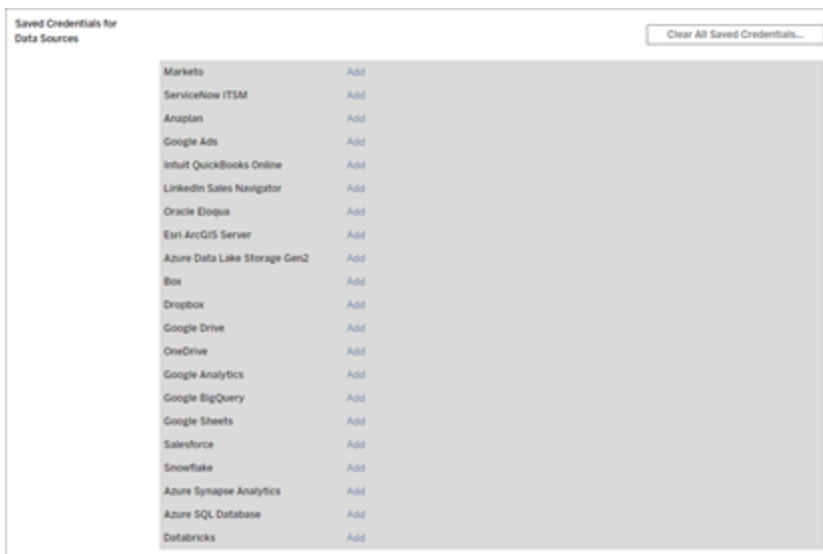 Saved Credentials for
Data Sources
Clear All Saved Credentials...
Marketo Add
ServiceNow ITSM Add
Anaplan Add
Google Ads Add
Intuit QuickBooks Online Add
LinkedIn Sales Navigator Add
Oracle Eloqua Add
Esri ArcGIS Server Add
Azure Data Lake Storage Gen2 Add
Box Add
Dropbox Add
Google Drive Add
OneDrive Add
Google Analytics Add
Google BigQuery Add
Google Sheets Add
Salesforce Add
Snowflake Add
Azure Synapse Analytics Add
Azure SQL Database Add
Databricks Add